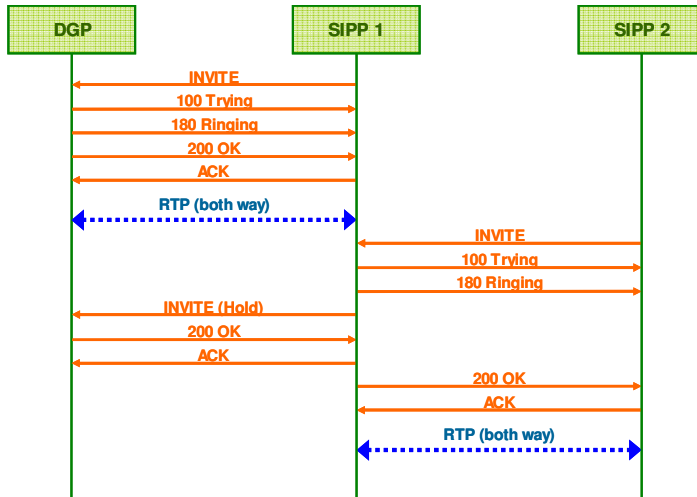 DGP
SIPP 1
SIPP 2
INVITE
100 Trying
180 Ringing
200 OK
ACK
RTP (both way)
INVITE
100 Trying
180 Ringing
INVITE (Hold)
200 OK
ACK
200 OK
ACK
RTP (both way)